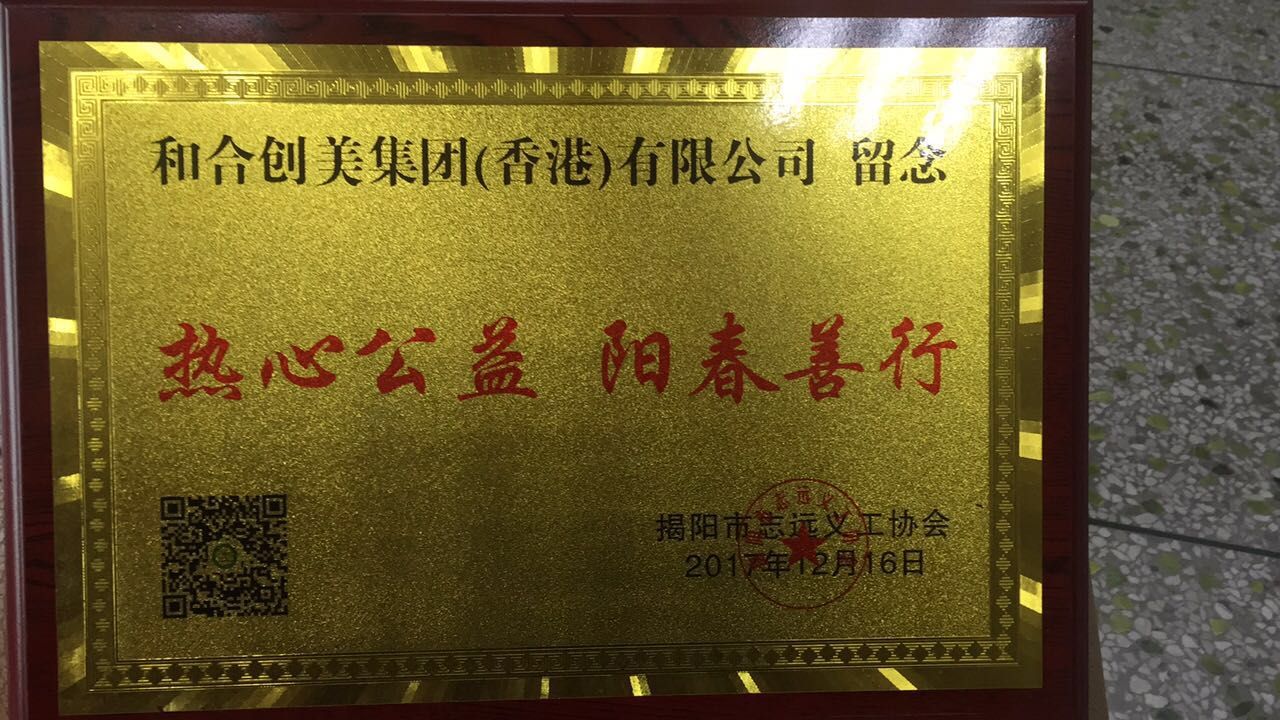 和合创美集团(香港)有限公司 留念
热心公益 阳春善行
揭阳市志远义工协会
2017年12月16日